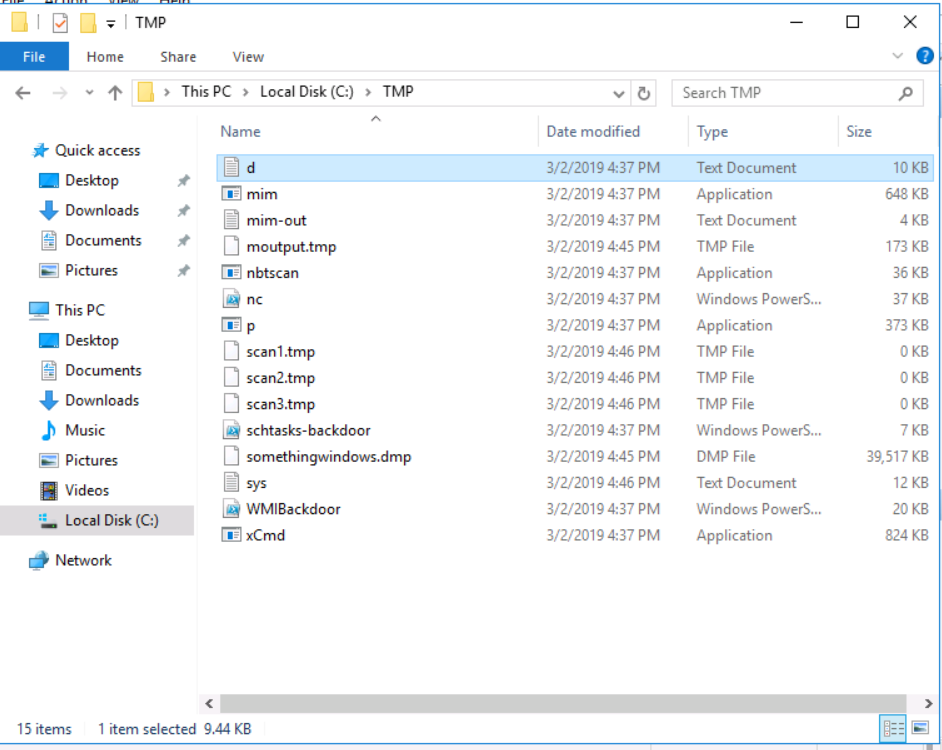 File Action View Help
TMP
File Home Share View
This PC Local Disk (C:) TMP Search TMP
Name Date modified Type Size
Quick access
Desktop
Downloads
Documents
Pictures
This PC
Desktop
Documents
Downloads
Music
Pictures
Videos
Local Disk (C:)
Network
d 3/2/2019 4:37 PM Text Document 10 KB
mim 3/2/2019 4:37 PM Application 648 KB
mim-out 3/2/2019 4:37 PM Text Document 4 KB
moutput.tmp 3/2/2019 4:45 PM TMP File 173 KB
nbtscan 3/2/2019 4:37 PM Application 36 KB
nc 3/2/2019 4:37 PM Windows PowerS... 37 KB
p 3/2/2019 4:37 PM Application 373 KB
scan1.tmp 3/2/2019 4:46 PM TMP File 0 KB
scan2.tmp 3/2/2019 4:46 PM TMP File 0 KB
scan3.tmp 3/2/2019 4:46 PM TMP File 0 KB
schtasks-backdoor 3/2/2019 4:37 PM Windows PowerS... 7 KB
somethingwindows.dmp 3/2/2019 4:45 PM DMP File 39,517 KB
sys 3/2/2019 4:46 PM Text Document 12 KB
WMIBackdoor 3/2/2019 4:37 PM Windows PowerS... 20 KB
xCmd 3/2/2019 4:37 PM Application 824 KB
15 items 1 item selected 9.44 KB